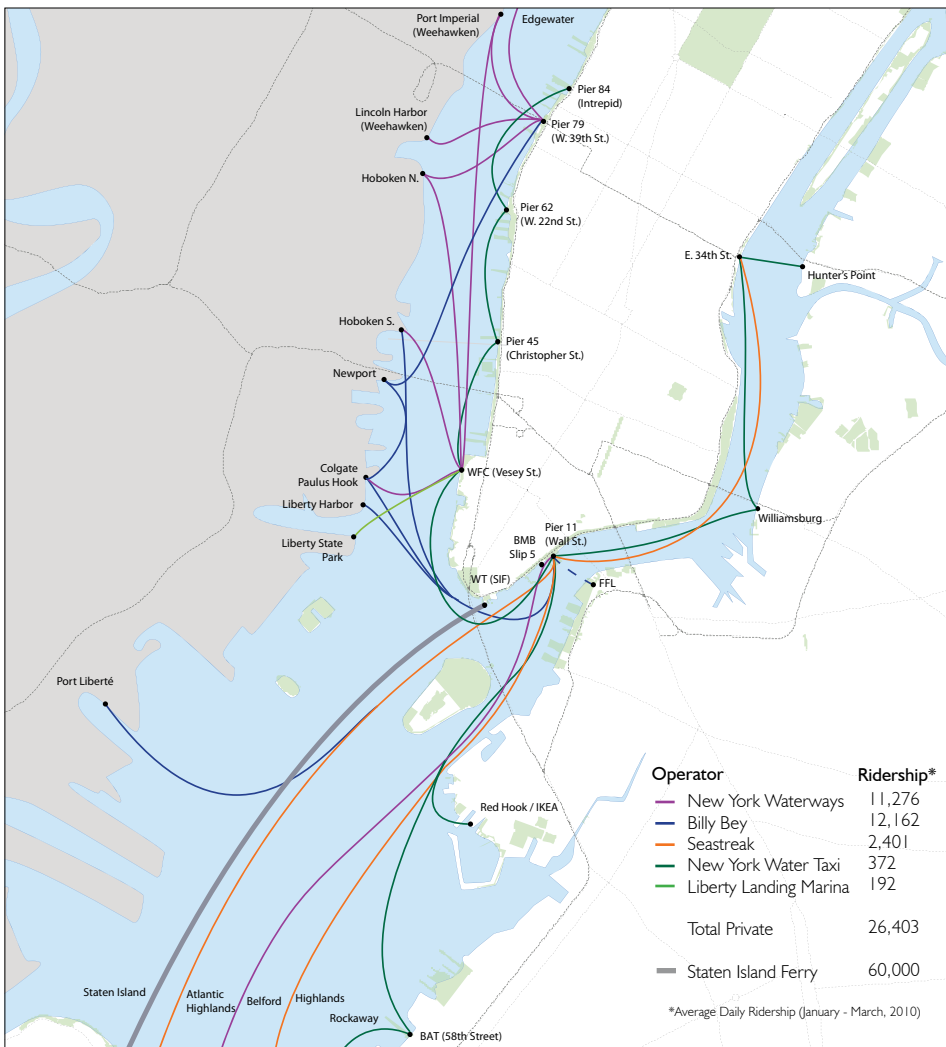 Port Imperial
(Weehawken)
Edgewater
Pier 84
(Intrepid)
Lincoln Harbor
(Weehawken)
Pier 79
(W. 39th St.)
Hoboken N.
Pier 62
(W. 22nd St.)
E. 34th St.
Hunter's Point
Hoboken S.
Pier 45
(Christopher St.)
Newport
Colgate
Paulus Hook
WFC (Vesey St.)
Liberty Harbor
Liberty State
Park
Williamsburg
Pier 11
(Wall St.)
BMB
Slip 5
WT (SIF)
FFL
Port Liberté
Red Hook / IKEA
Staten Island
Atlantic
Highlands
Belford
Highlands
Rockaway
BAT (58th Street)
Operator Ridership*
New York Waterways 11,276
Billy Bey 12,162
Seastreak 2,401
New York Water Taxi 372
Liberty Landing Marina 192
Total Private 26,403
Staten Island Ferry 60,000
*Average Daily Ridership (January - March, 2010)